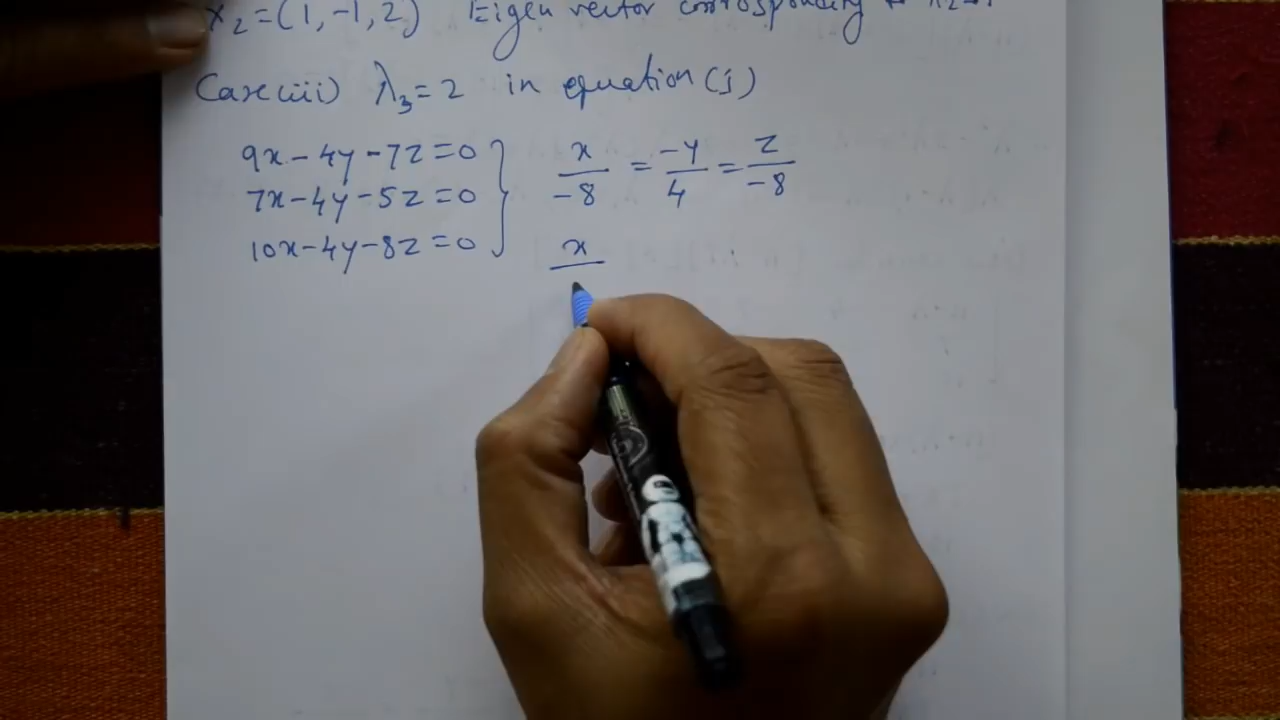 x₂=(1,-1,2) Eigen vector corresponding
Case(iii) λ₃=2 in equation(1)
9x-4y-7z=0
7x-4y-5z=0
10x-4y-8z=0
x/-8 = -y/4 = z/-8
x